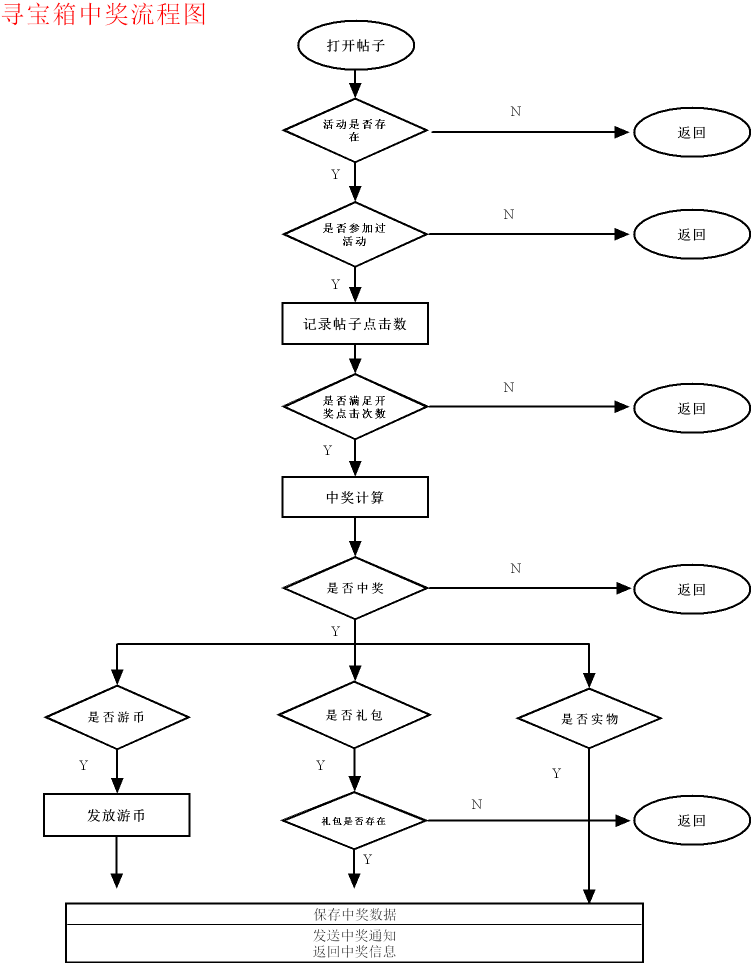 寻宝箱中奖流程图
打开帖子
活动是否存
在
N
返回
Y
是否参加过
活动
N
返回
Y
记录帖子点击数
是否满足开
奖点击次数
N
返回
Y
中奖计算
是否中奖
N
返回
Y
是否游币
是否礼包
是否实物
Y
Y
Y
发放游币
礼包是否存在
N
返回
Y
保存中奖数据
发送中奖通知
返回中奖信息